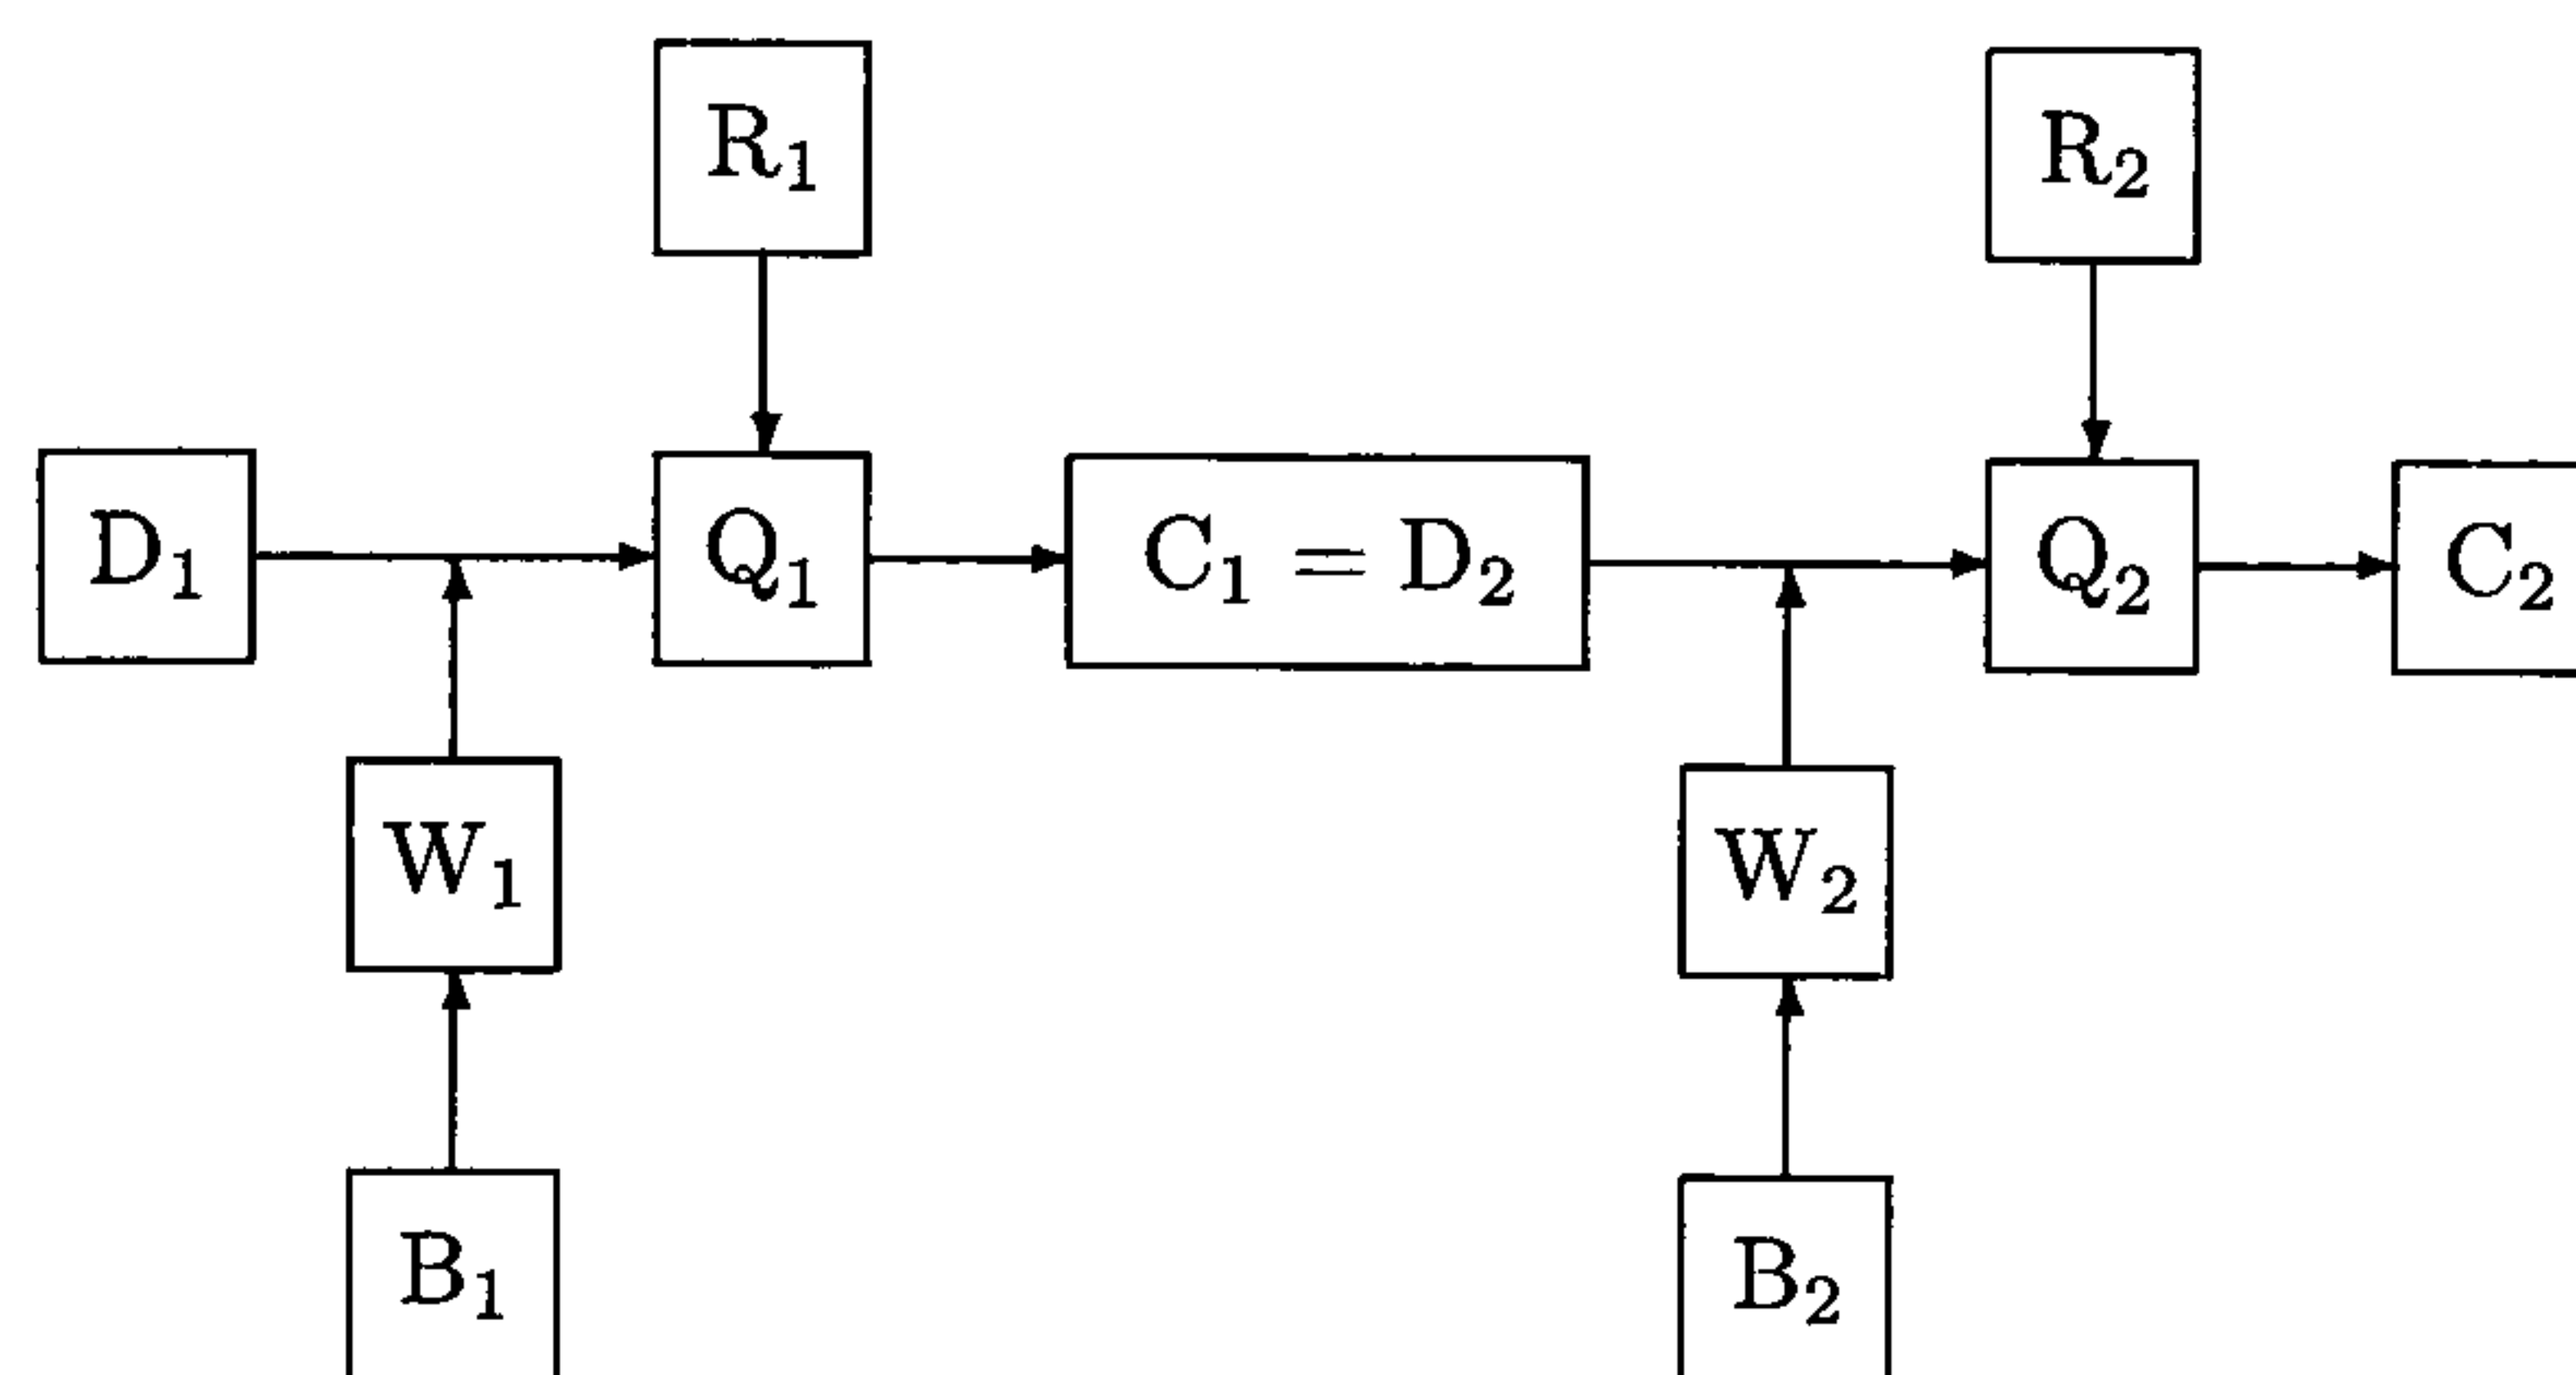 R₁ R₂
D₁ Q₁ C₁ = D₂ Q₂ C₂
W₁ W₂
B₁ B₂